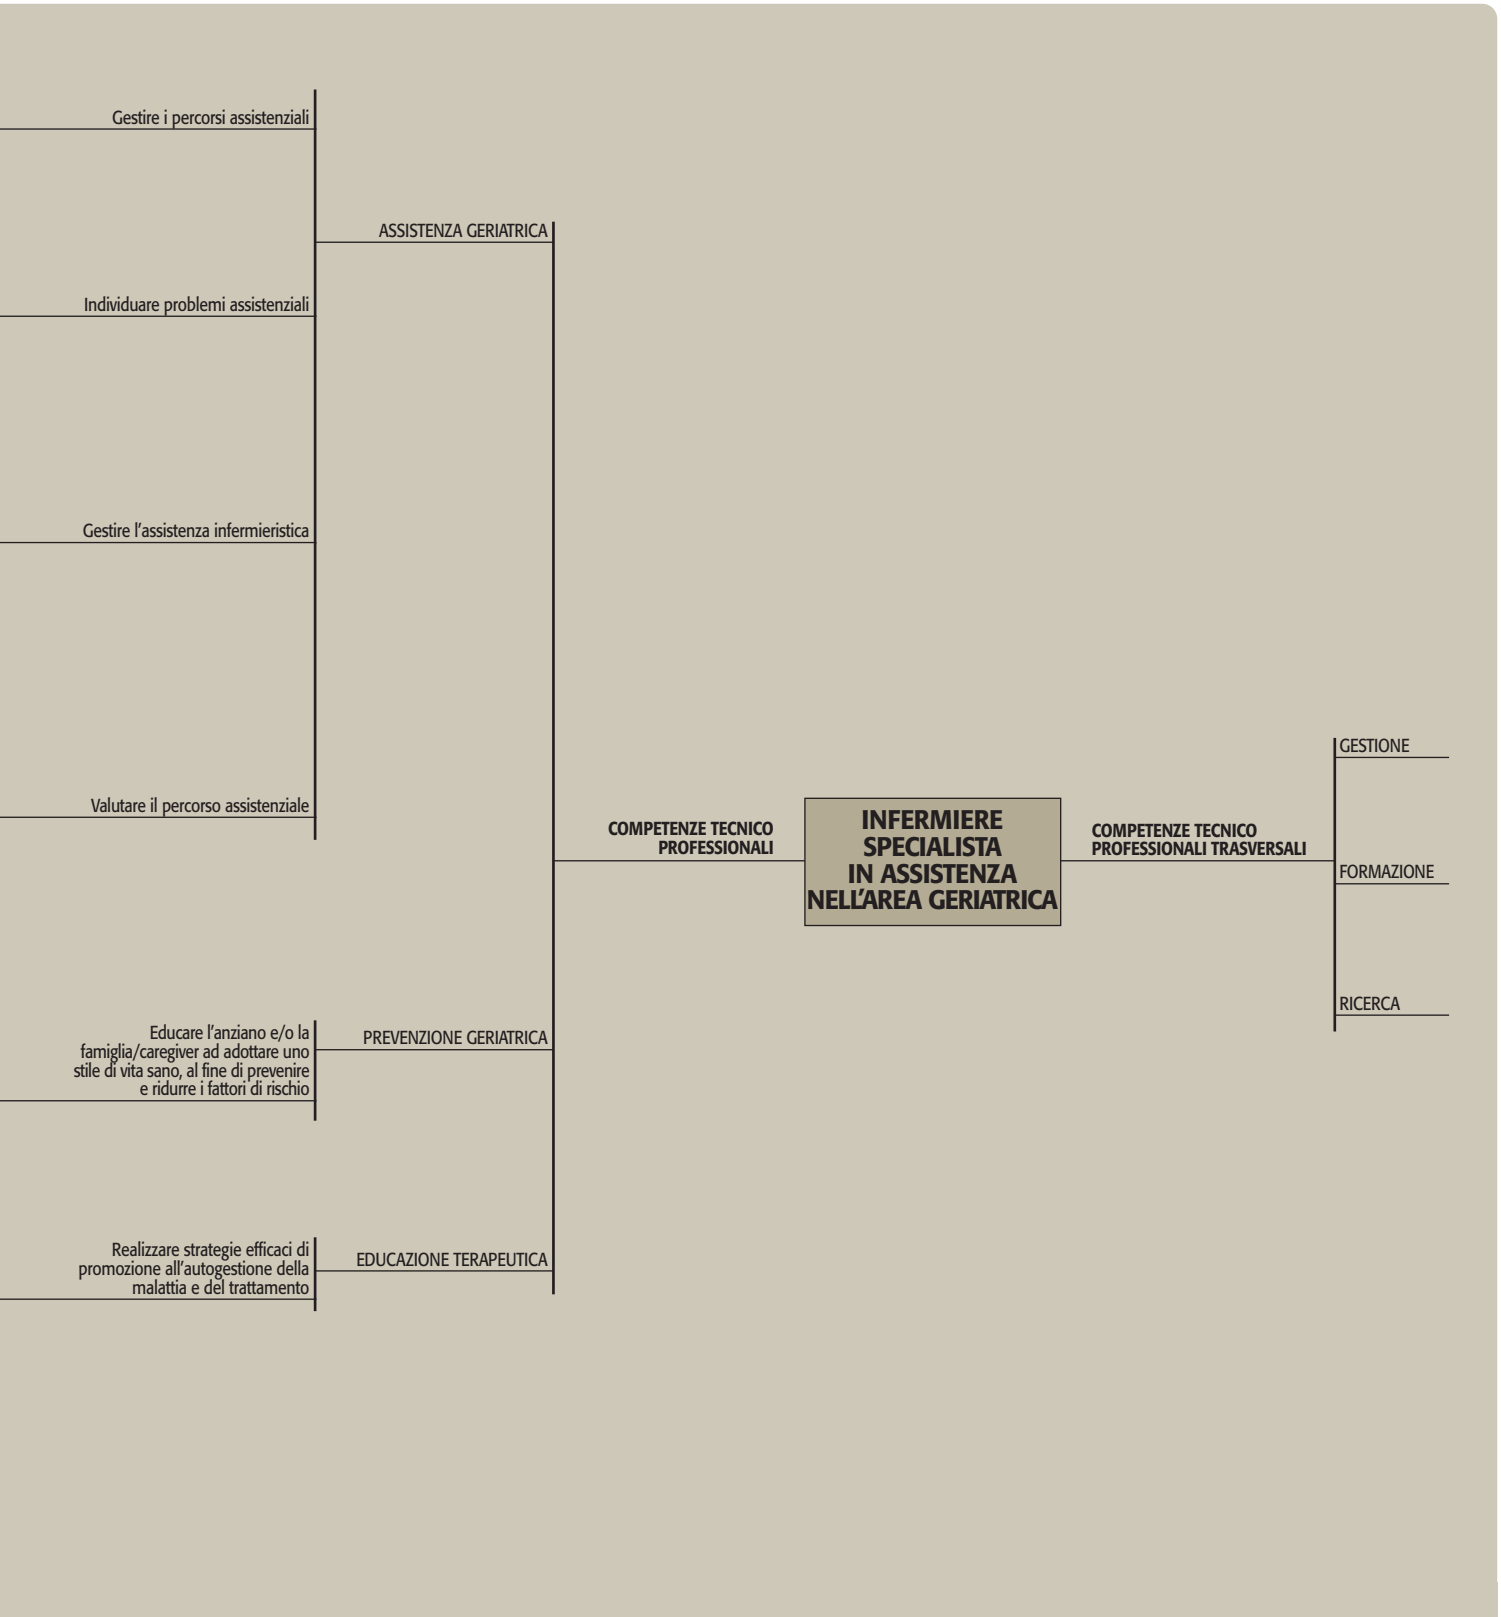 Gestire i percorsi assistenziali
ASSISTENZA GERIATRICA
Individuare problemi assistenziali
Gestire l'assistenza infermieristica
Valutare il percorso assistenziale
COMPETENZE TECNICO
PROFESSIONALI
INFERMIERE
SPECIALISTA
IN ASSISTENZA
NELL'AREA GERIATRICA
COMPETENZE TECNICO
PROFESSIONALI TRASVERSALI
GESTIONE
FORMAZIONE
RICERCA
Educare l'anziano e/o la
famiglia/caregiver ad adottare uno
stile di vita sano, al fine di prevenire
e ridurre i fattori di rischio
PREVENZIONE GERIATRICA
Realizzare strategie efficaci di
promozione all'autogestione della
malattia e del trattamento
EDUCAZIONE TERAPEUTICA